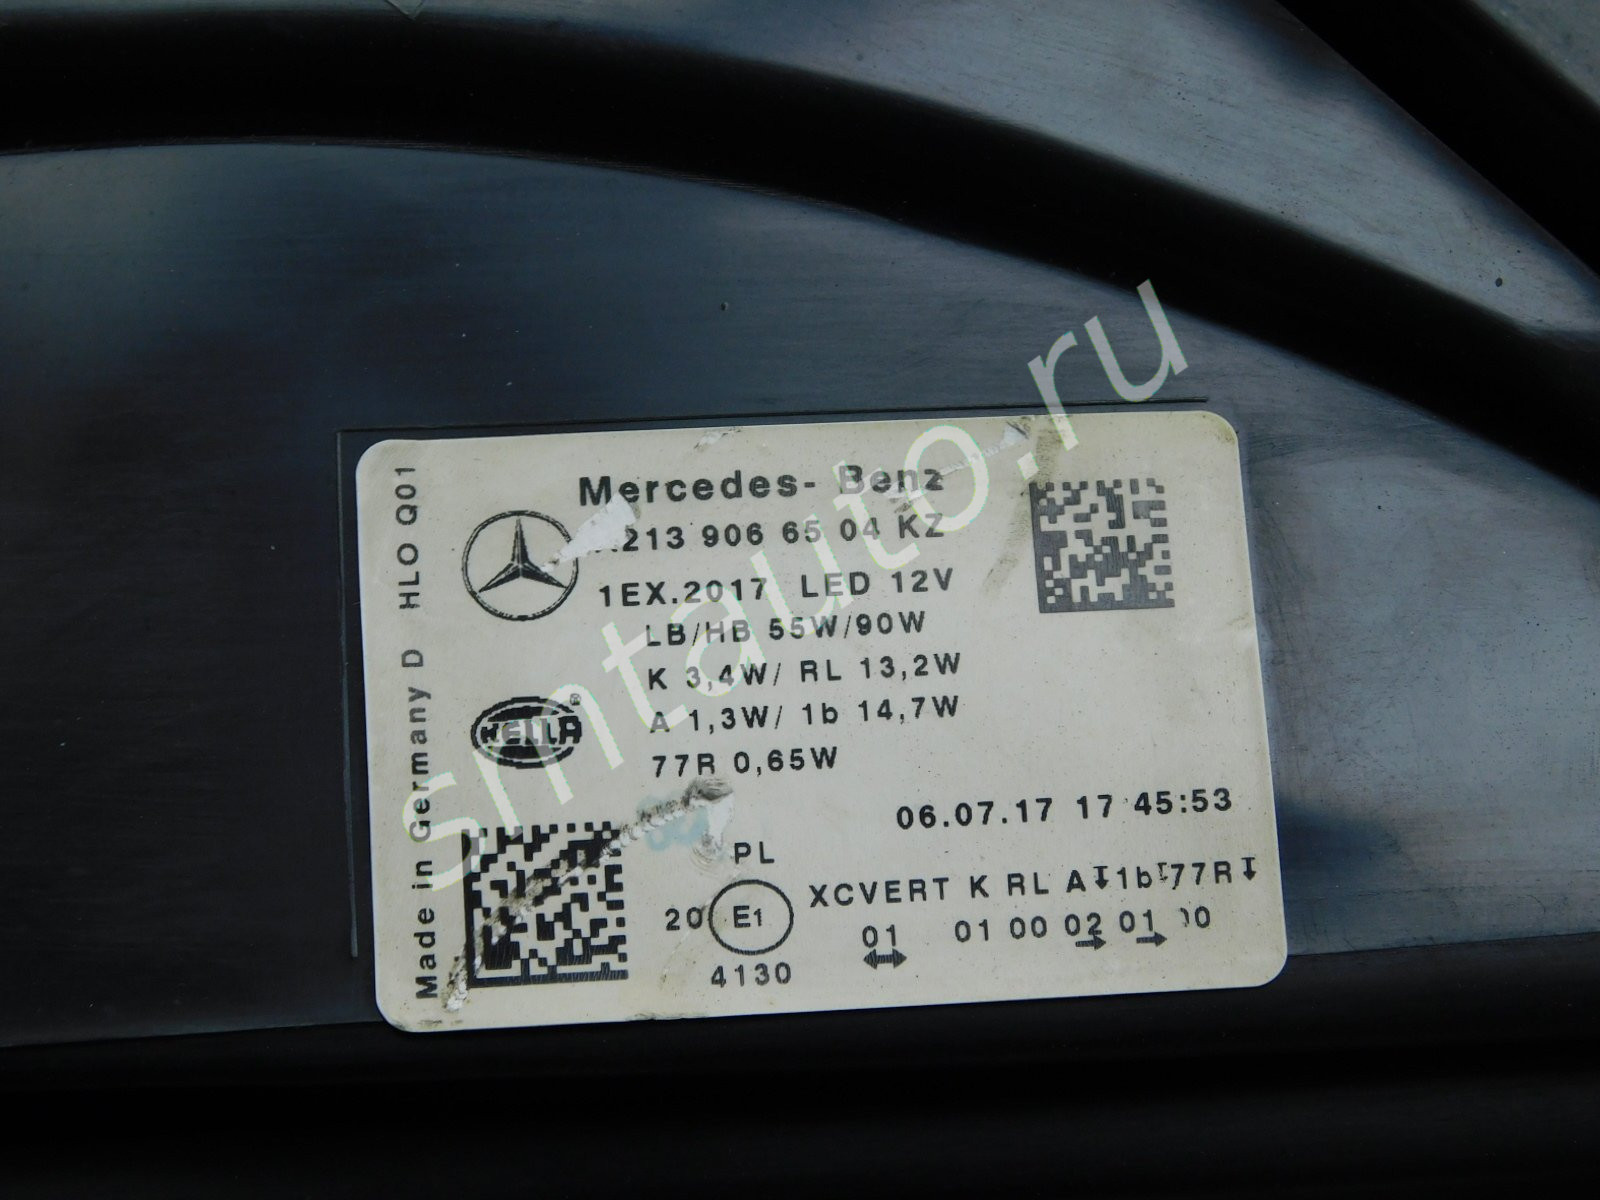 Mercedes- Benz
A213 906 65 04 KZ
1EX.2017 LED 12V
LB/HB 55W/90W
K 3,4W/ RL 13,2W
A 1,3W/ 1b 14,7W
77R 0,65W
HELLA®
Made in Germany D HLO Q01
06.07.17 17 45:53
PL
XCVERT K RL A 1b 77R
20 E1
01 01 00 02 01 00
4130
smtauto.ru